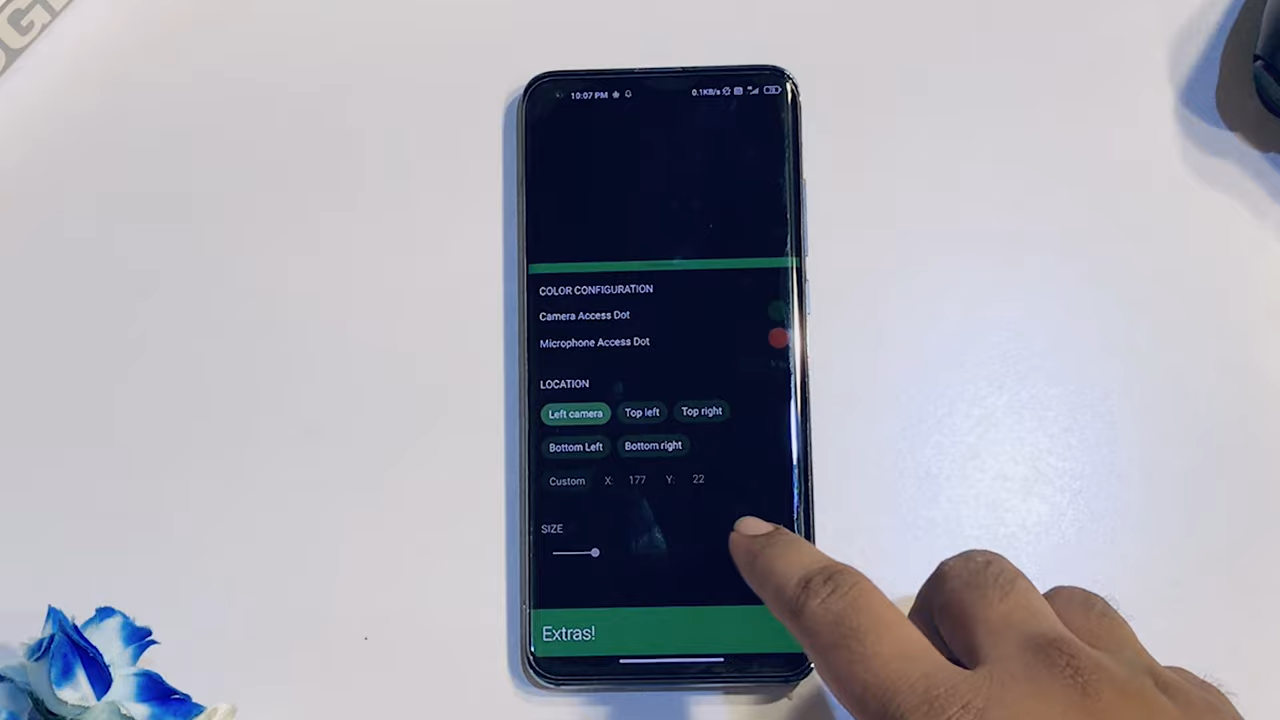 10:07 PM 0.1KB/s
COLOR CONFIGURATION
Camera Access Dot
Microphone Access Dot
LOCATION
Left camera Top left Top right
Bottom Left Bottom right
Custom X: 177 Y: 22
SIZE
Extras!